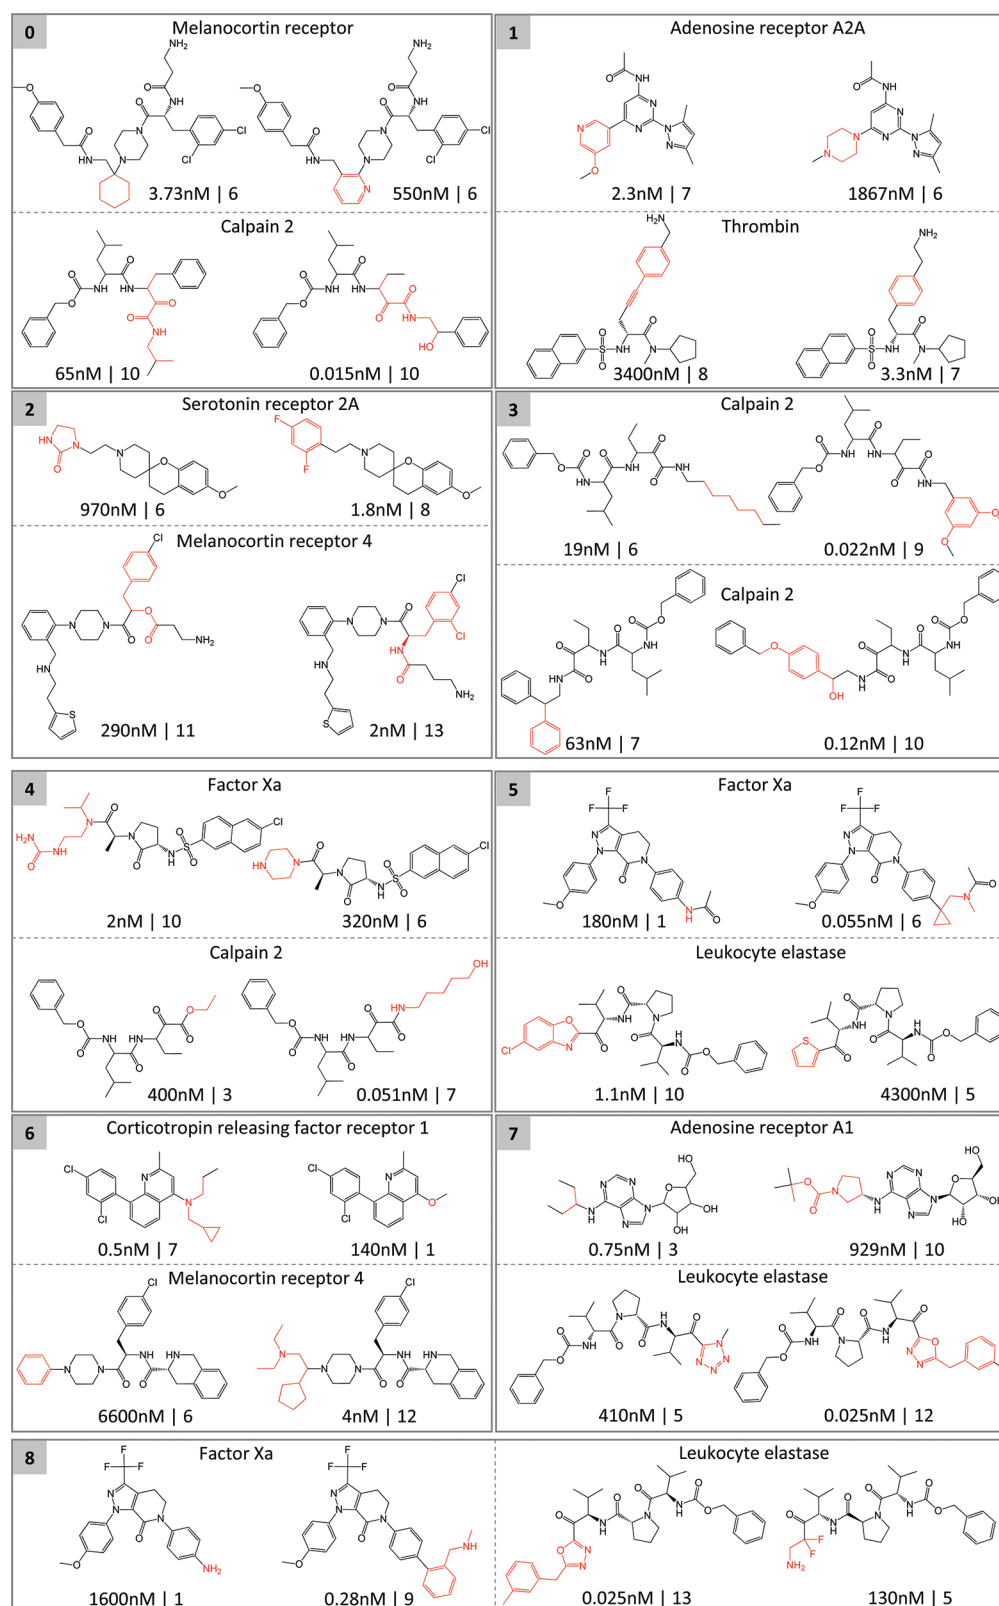 0
Melanocortin receptor
3.73nM | 6
550nM | 6
Calpain 2
65nM | 10
0.015nM | 10
1
Adenosine receptor A2A
2.3nM | 7
1867nM | 6
Thrombin
3400nM | 8
3.3nM | 7
2
Serotonin receptor 2A
970nM | 6
1.8nM | 8
Melanocortin receptor 4
290nM | 11
2nM | 13
3
Calpain 2
19nM | 6
0.022nM | 9
Calpain 2
63nM | 7
0.12nM | 10
4
Factor Xa
2nM | 10
320nM | 6
Calpain 2
400nM | 3
0.051nM | 7
5
Factor Xa
180nM | 1
0.055nM | 6
Leukocyte elastase
1.1nM | 10
4300nM | 5
6
Corticotropin releasing factor receptor 1
0.5nM | 7
140nM | 1
Melanocortin receptor 4
6600nM | 6
4nM | 12
7
Adenosine receptor A1
0.75nM | 3
929nM | 10
Leukocyte elastase
410nM | 5
0.025nM | 12
8
Factor Xa
1600nM | 1
0.28nM | 9
Leukocyte elastase
0.025nM | 13
130nM | 5